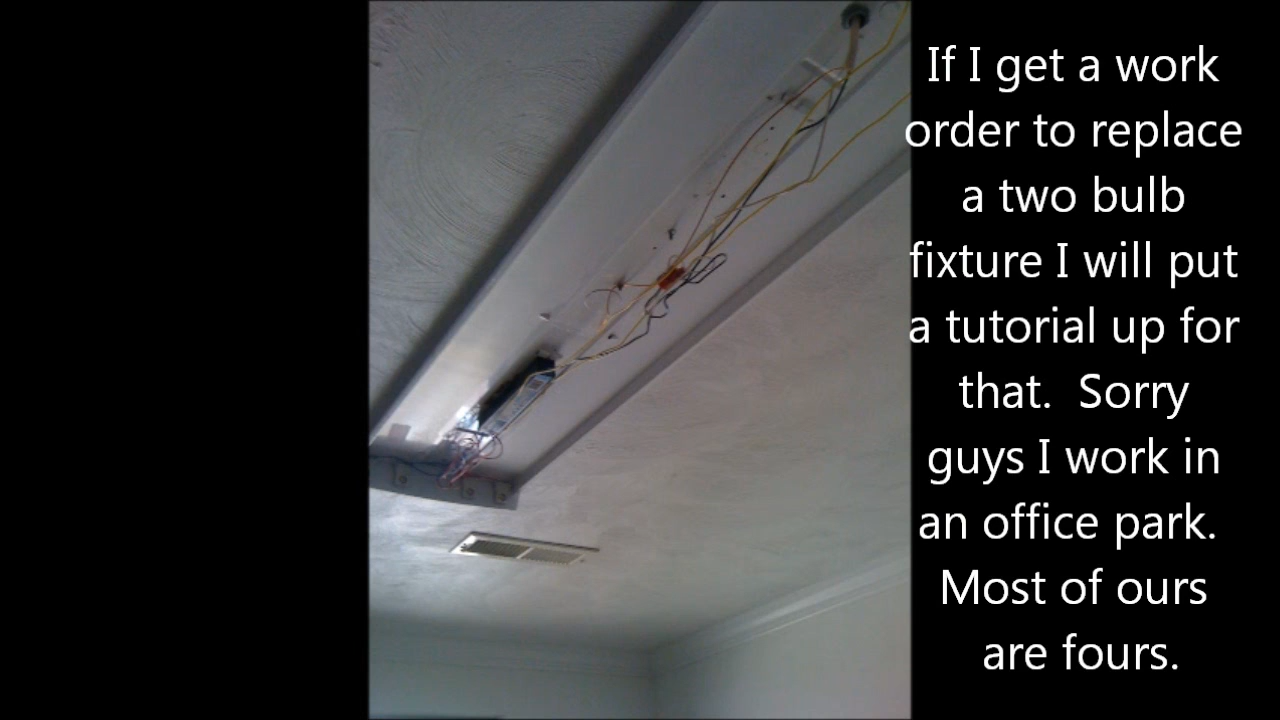 If I get a work
order to replace
a two bulb
fixture I will put
a tutorial up for
that.  Sorry
guys I work in
an office park.
Most of ours
are fours.